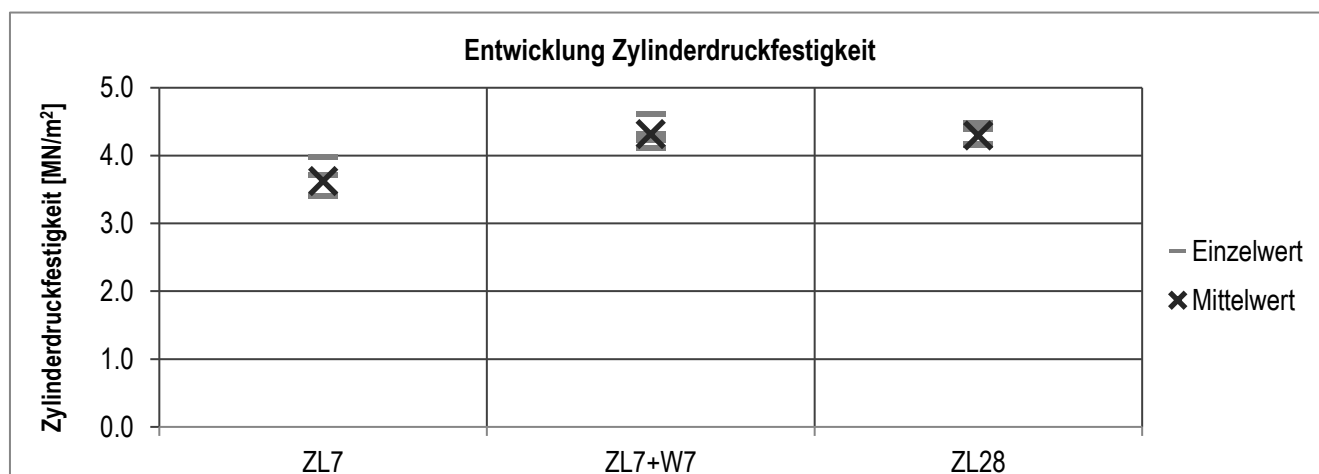 Entwicklung Zylinderdruckfestigkeit
Zylinderdruckfestigkeit [MN/m²]
5.0
4.0
3.0
2.0
1.0
0.0
ZL7
ZL7+W7
ZL28
Einzelwert
Mittelwert